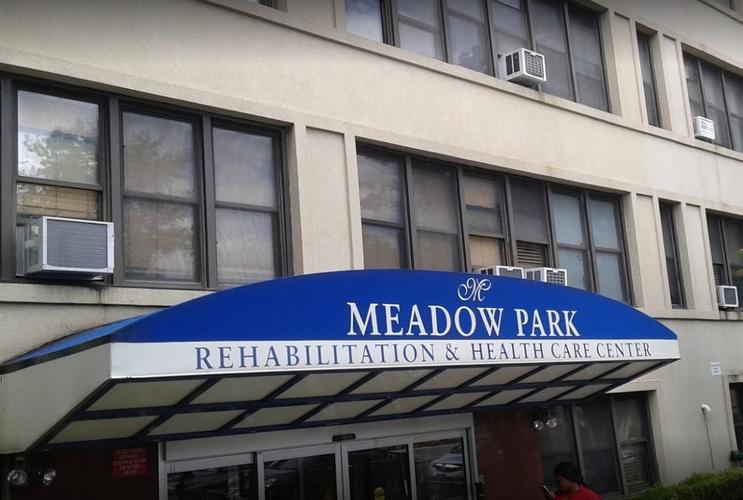 M
MEADOW PARK
REHABILITATION & HEALTH CARE CENTER